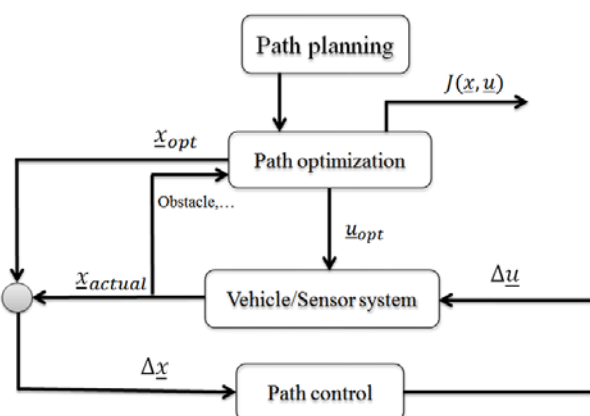 Path planning
J(x, u)
x_opt
Path optimization
Obstacle,...
u_opt
x_actual
Vehicle/Sensor system
Δu
Δx
Path control